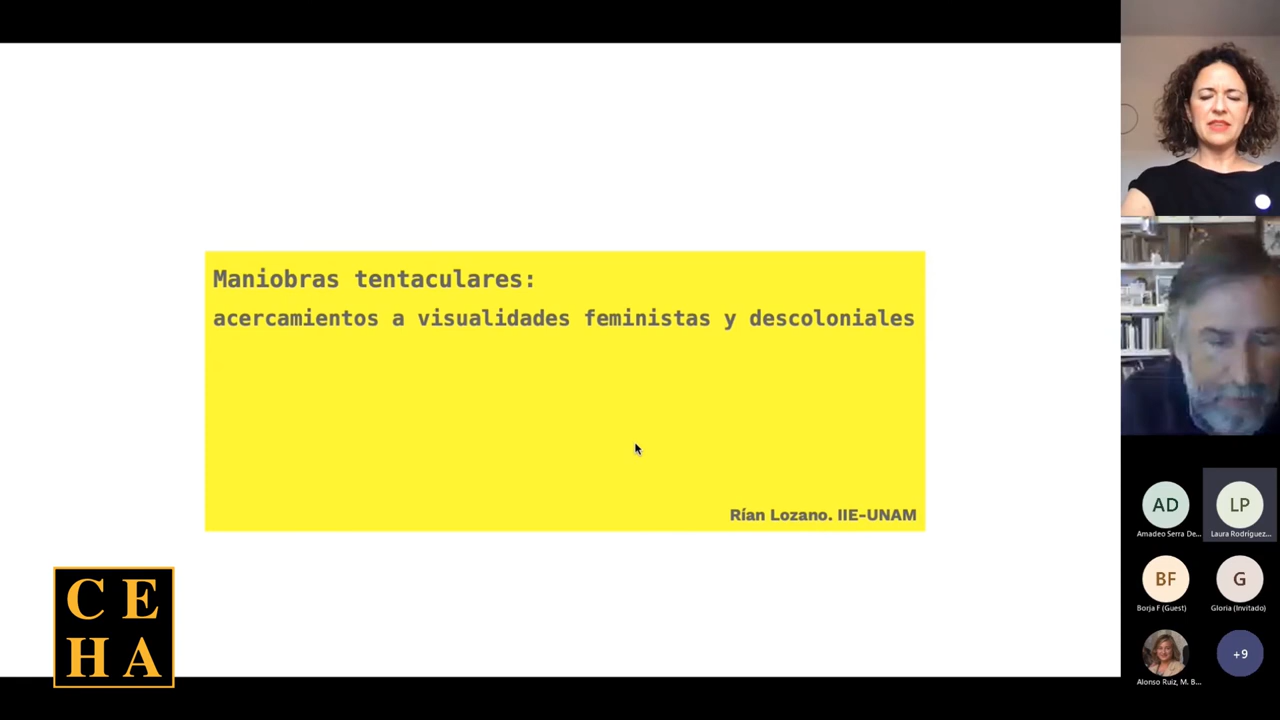 Maniobras tentaculares:
acercamientos a visualidades feministas y descoloniales
Rían Lozano. IIE-UNAM
C E
H A
AD
Amadeo Serra De...
LP
Laura Rodríguez...
BF
Borja F (Guest)
G
Gloria (Invitado)
Alonso Ruiz, M. B...
+9